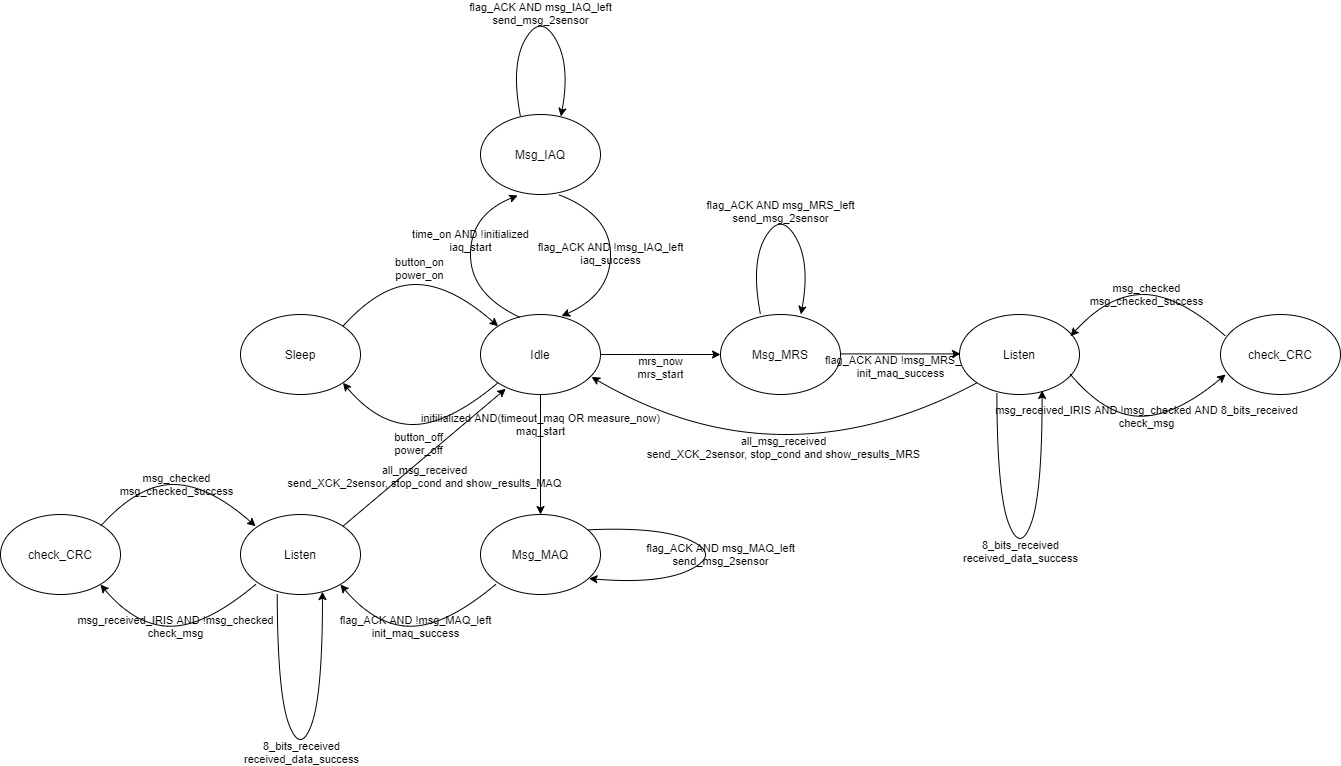 flag_ACK AND msg_IAQ_left
send_msg_2sensor
Msg_IAQ
time_on AND !initialized
iaq_start
flag_ACK AND !msg_IAQ_left
iaq_success
button_on
power_on
flag_ACK AND msg_MRS_left
send_msg_2sensor
Sleep
Idle
mrs_now
mrs_start
Msg_MRS
flag_ACK AND !msg_MRS_
init_maq_success
Listen
msg_checked
msg_checked_success
check_CRC
msg_received_IRIS AND !msg_checked AND 8_bits_received
check_msg
initilialized AND(timeout_maq OR measure_now)
maq_start
button_off
power_off
all_msg_received
send_XCK_2sensor, stop_cond and show_results_MRS
all_msg_received
send_XCK_2sensor, stop_cond and show_results_MAQ
msg_checked
msg_checked_success
check_CRC
Listen
Msg_MAQ
flag_ACK AND msg_MAQ_left
send_msg_2sensor
8_bits_received
received_data_success
msg_received_IRIS AND !msg_checked
check_msg
flag_ACK AND !msg_MAQ_left
init_maq_success
8_bits_received
received_data_success